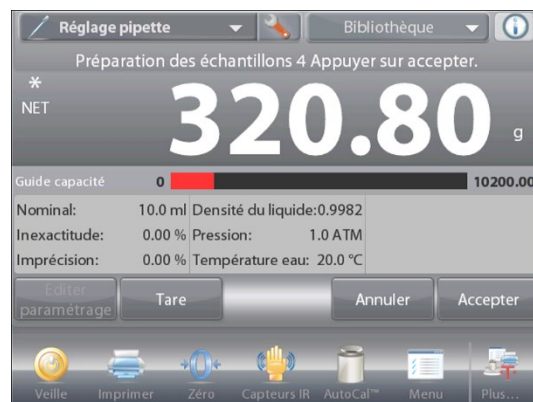 Réglage pipette
Bibliothèque
Préparation des échantillons 4 Appuyer sur accepter.
*
NET
320.80 g
Guide capacité 0 10200.00
Nominal: 10.0 ml Densité du liquide:0.9982
Inexactitude: 0.00 % Pression: 1.0 ATM
Imprécision: 0.00 % Température eau: 20.0 °C
Editer paramétrage
Tare
Annuler
Accepter
Veille
Imprimer
Zéro
Capteurs IR
AutoCal™
Menu
Plus...